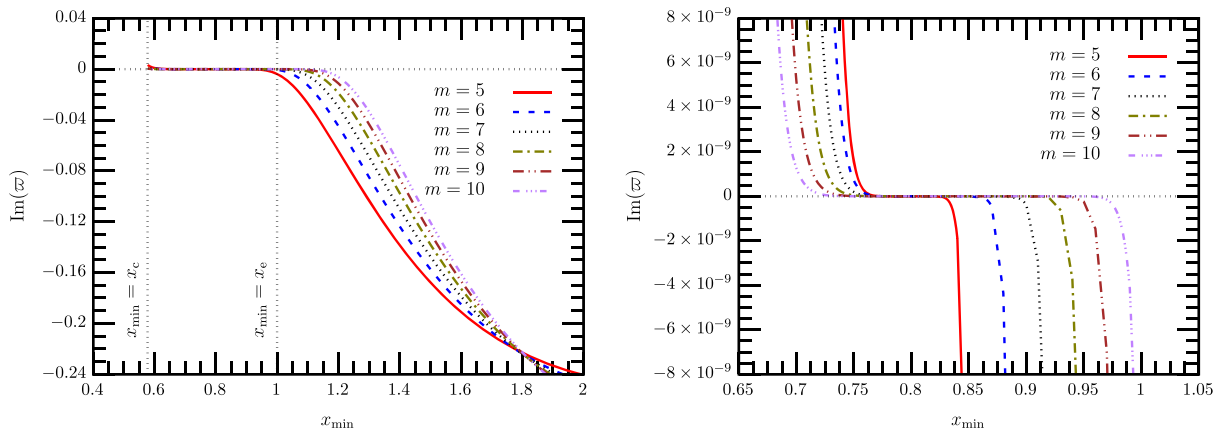 0.04
0
−0.04
−0.08
−0.12
−0.16
−0.2
−0.24
Im(ϖ)
0.4 0.6 0.8 1 1.2 1.4 1.6 1.8 2
x_min
x_min = x_c
x_min = x_e
m = 5
m = 6
m = 7
m = 8
m = 9
m = 10
8 × 10⁻⁹
6 × 10⁻⁹
4 × 10⁻⁹
2 × 10⁻⁹
0
−2 × 10⁻⁹
−4 × 10⁻⁹
−6 × 10⁻⁹
−8 × 10⁻⁹
Im(ϖ)
0.65 0.7 0.75 0.8 0.85 0.9 0.95 1 1.05
x_min
m = 5
m = 6
m = 7
m = 8
m = 9
m = 10